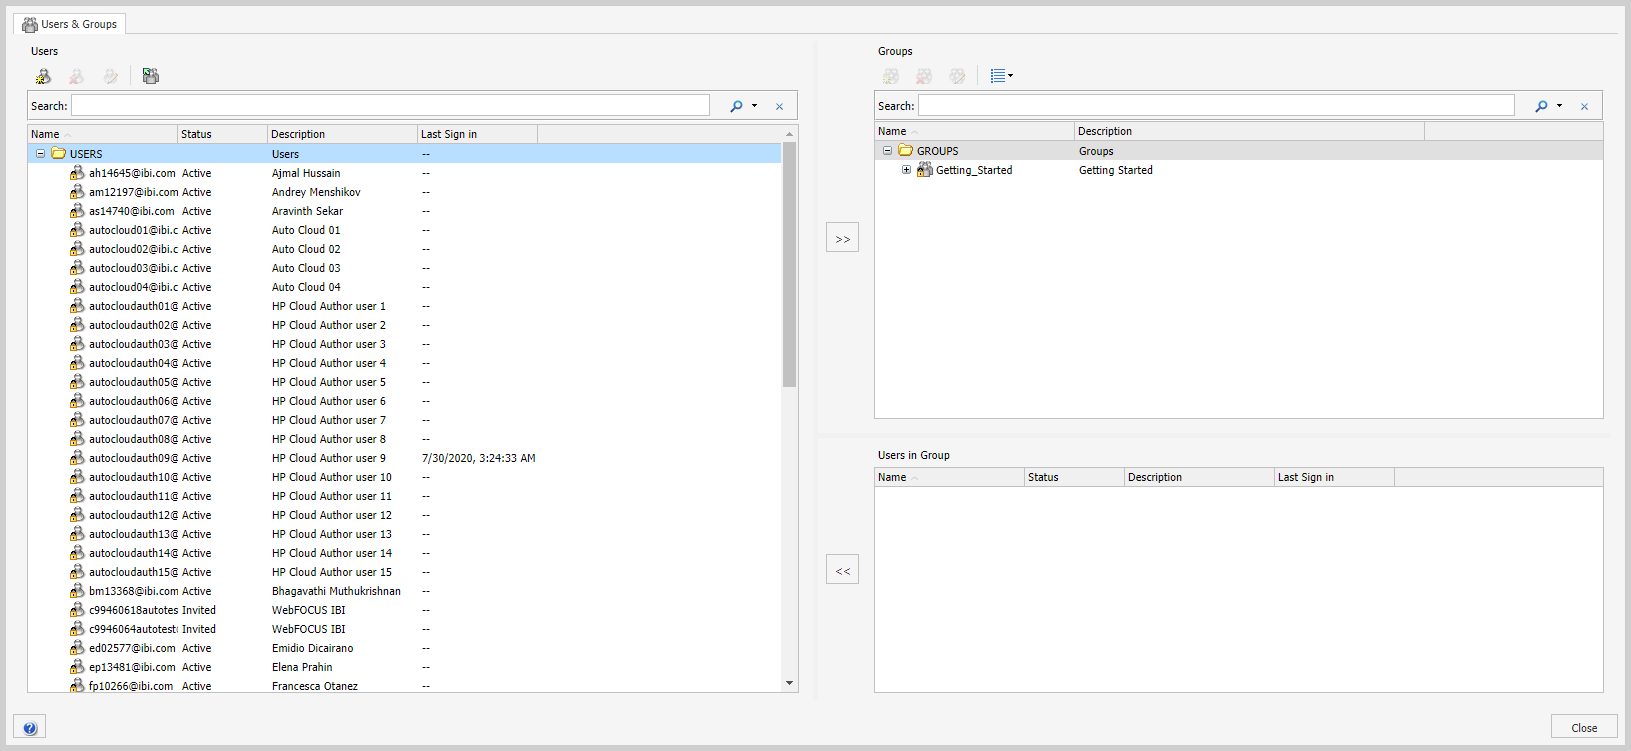 Users & Groups
Users
Search:
Name Status Description Last Sign in
USERS Users --
ah14645@ibi.com Active Ajmal Hussain --
am12197@ibi.com Active Andrey Menshikov --
as14740@ibi.com Active Aravinth Sekar --
autocloud01@ibi.c Active Auto Cloud 01 --
autocloud02@ibi.c Active Auto Cloud 02 --
autocloud03@ibi.c Active Auto Cloud 03 --
autocloud04@ibi.c Active Auto Cloud 04 --
autocloudauth01@ Active HP Cloud Author user 1 --
autocloudauth02@ Active HP Cloud Author user 2 --
autocloudauth03@ Active HP Cloud Author user 3 --
autocloudauth04@ Active HP Cloud Author user 4 --
autocloudauth05@ Active HP Cloud Author user 5 --
autocloudauth06@ Active HP Cloud Author user 6 --
autocloudauth07@ Active HP Cloud Author user 7 --
autocloudauth08@ Active HP Cloud Author user 8 --
autocloudauth09@ Active HP Cloud Author user 9 7/30/2020, 3:24:33 AM
autocloudauth10@ Active HP Cloud Author user 10 --
autocloudauth11@ Active HP Cloud Author user 11 --
autocloudauth12@ Active HP Cloud Author user 12 --
autocloudauth13@ Active HP Cloud Author user 13 --
autocloudauth14@ Active HP Cloud Author user 14 --
autocloudauth15@ Active HP Cloud Author user 15 --
bm13368@ibi.com Active Bhagavathi Muthukrishnan --
c99460618autotes Invited WebFOCUS IBI --
c9946064autotest Invited WebFOCUS IBI --
ed02577@ibi.com Active Emidio Dicairano --
ep13481@ibi.com Active Elena Prahin --
fp10266@ibi.com Active Francesca Otanez --
>>
<<
Groups
Search:
Name Description
GROUPS Groups
Getting_Started Getting Started
Users in Group
Name Status Description Last Sign in
?
Close